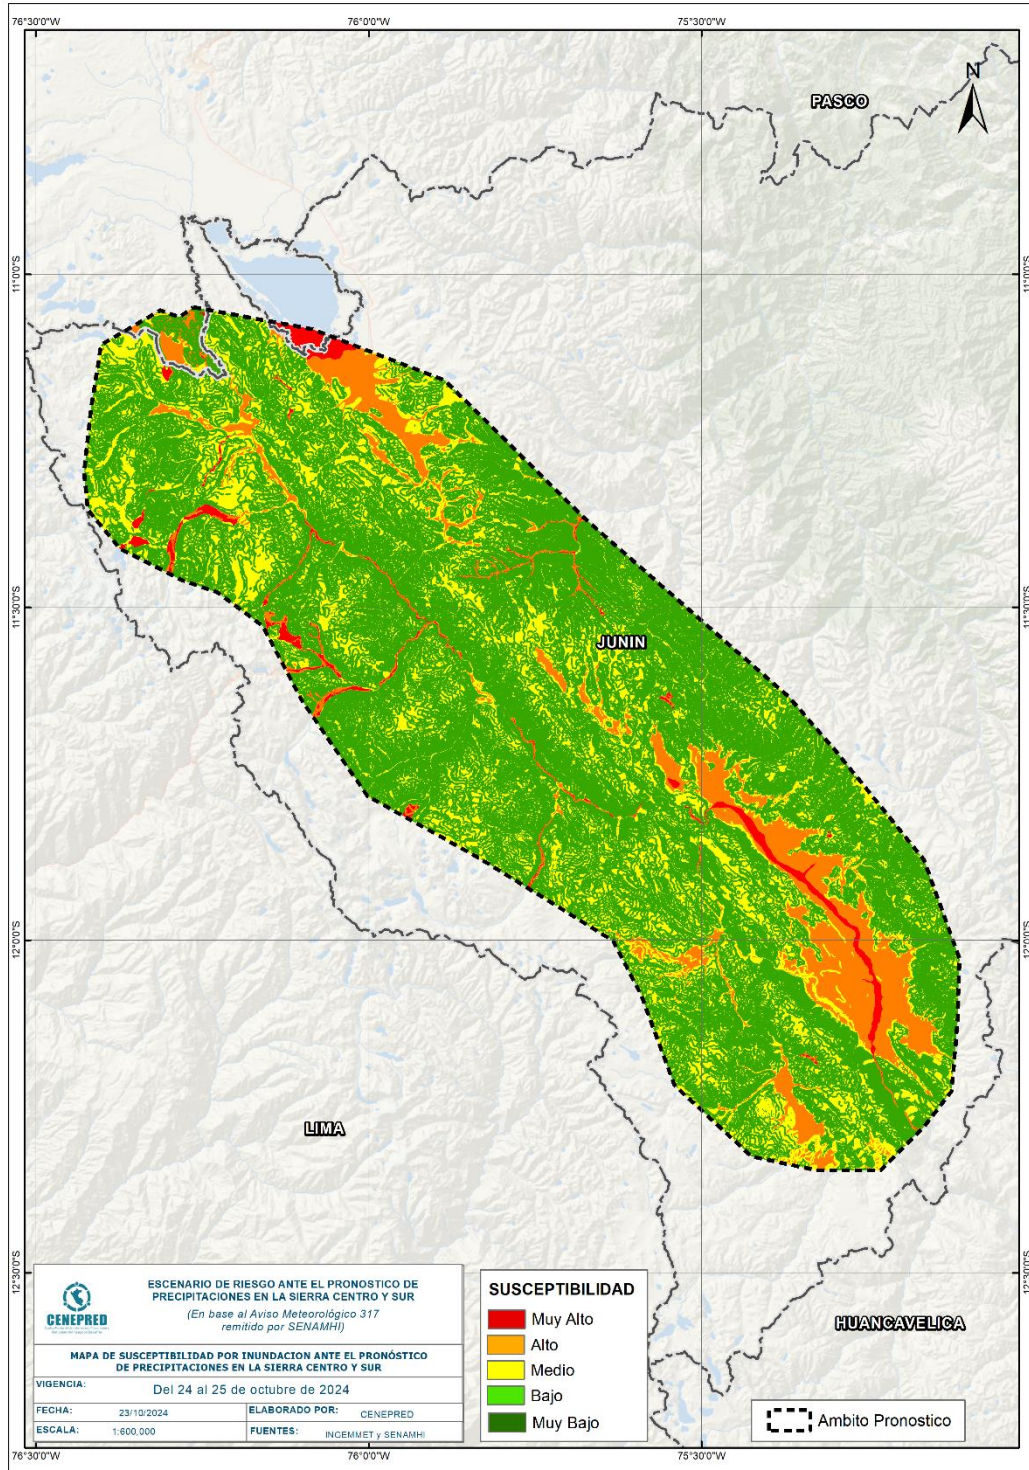 76°30'0"W
76°0'0"W
75°30'0"W
N
PASCO
11°0'0"S
11°0'0"S
11°30'0"S
11°30'0"S
JUNIN
12°0'0"S
12°0'0"S
LIMA
12°30'0"S
12°30'0"S
HUANCAVELICA
CENEPRED
ESCENARIO DE RIESGO ANTE EL PRONOSTICO DE
PRECIPITACIONES EN LA SIERRA CENTRO Y SUR
(En base al Aviso Meteorológico 317
remitido por SENAMHI)
MAPA DE SUSCEPTIBILIDAD POR INUNDACION ANTE EL PRONÓSTICO
DE PRECIPITACIONES EN LA SIERRA CENTRO Y SUR
VIGENCIA: Del 24 al 25 de octubre de 2024
FECHA: 23/10/2024 ELABORADO POR: CENEPRED
ESCALA: 1:600,000 FUENTES: INGEMMET y SENAMHI
SUSCEPTIBILIDAD
Muy Alto
Alto
Medio
Bajo
Muy Bajo
Ambito Pronostico
76°30'0"W
76°0'0"W
75°30'0"W